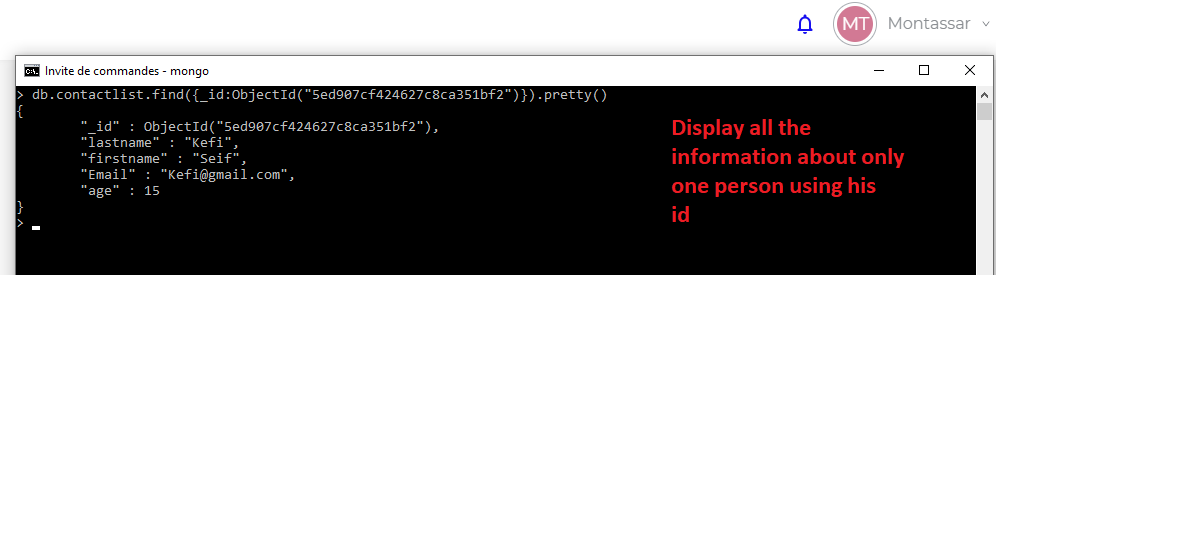 MT Montassar
Invite de commandes - mongo
> db.contactlist.find({_id:ObjectId("5ed907cf424627c8ca351bf2")}).pretty()
{
"_id" : ObjectId("5ed907cf424627c8ca351bf2"),
"lastname" : "Kefi",
"firstname" : "Seif",
"Email" : "Kefi@gmail.com",
"age" : 15
}
>
Display all the
information about only
one person using his
id